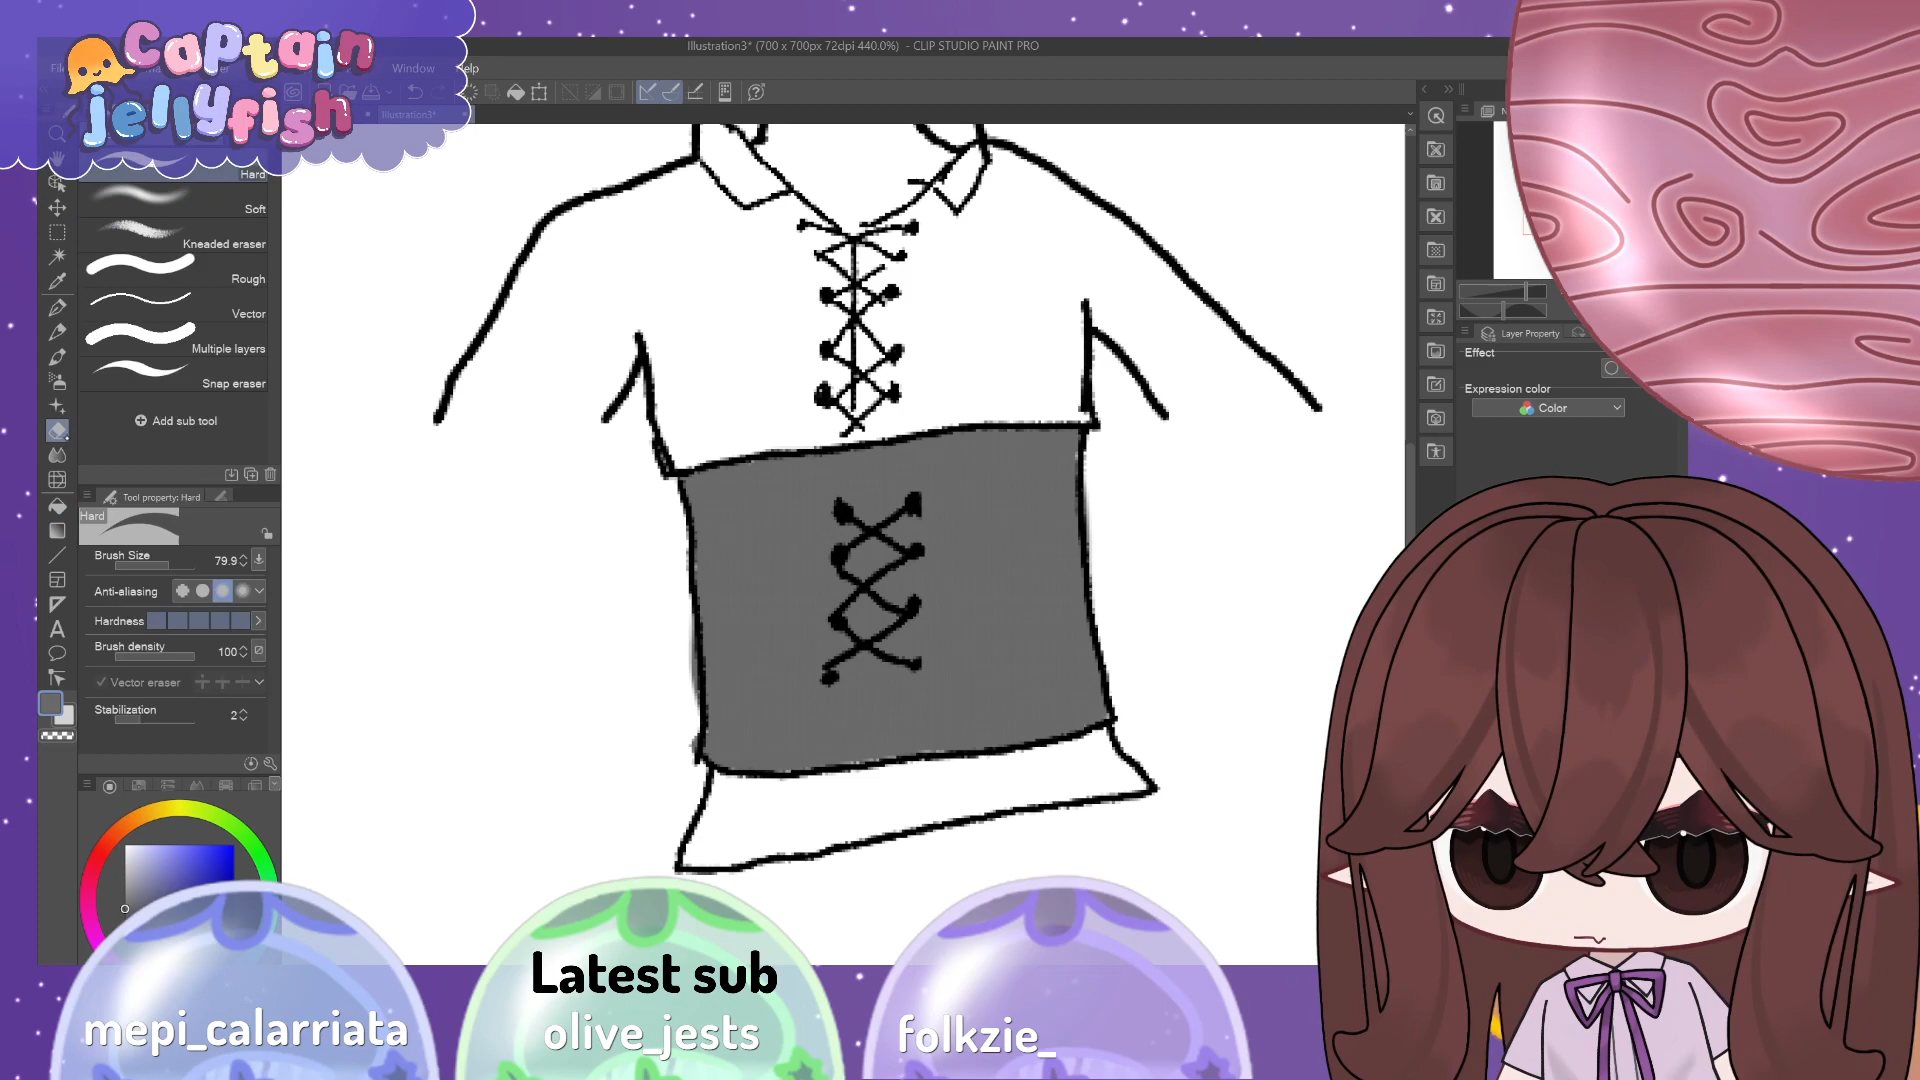 Captain
jellyfish
Illustration3* (700 x 700px 72dpi 440.0%) - CLIP STUDIO PAINT PRO
Window
Illustration3*
Hard
Soft
Kneaded eraser
Rough
Vector
Multiple layers
Snap eraser
Add sub tool
Tool property: Hard
Hard
Brush Size 79.9
Anti-aliasing
Hardness
Brush density 100
Vector eraser
Stabilization 2
Layer Property
Effect
Expression color
Color
Latest sub
mepi_calarriata
olive_jests
folkzie_